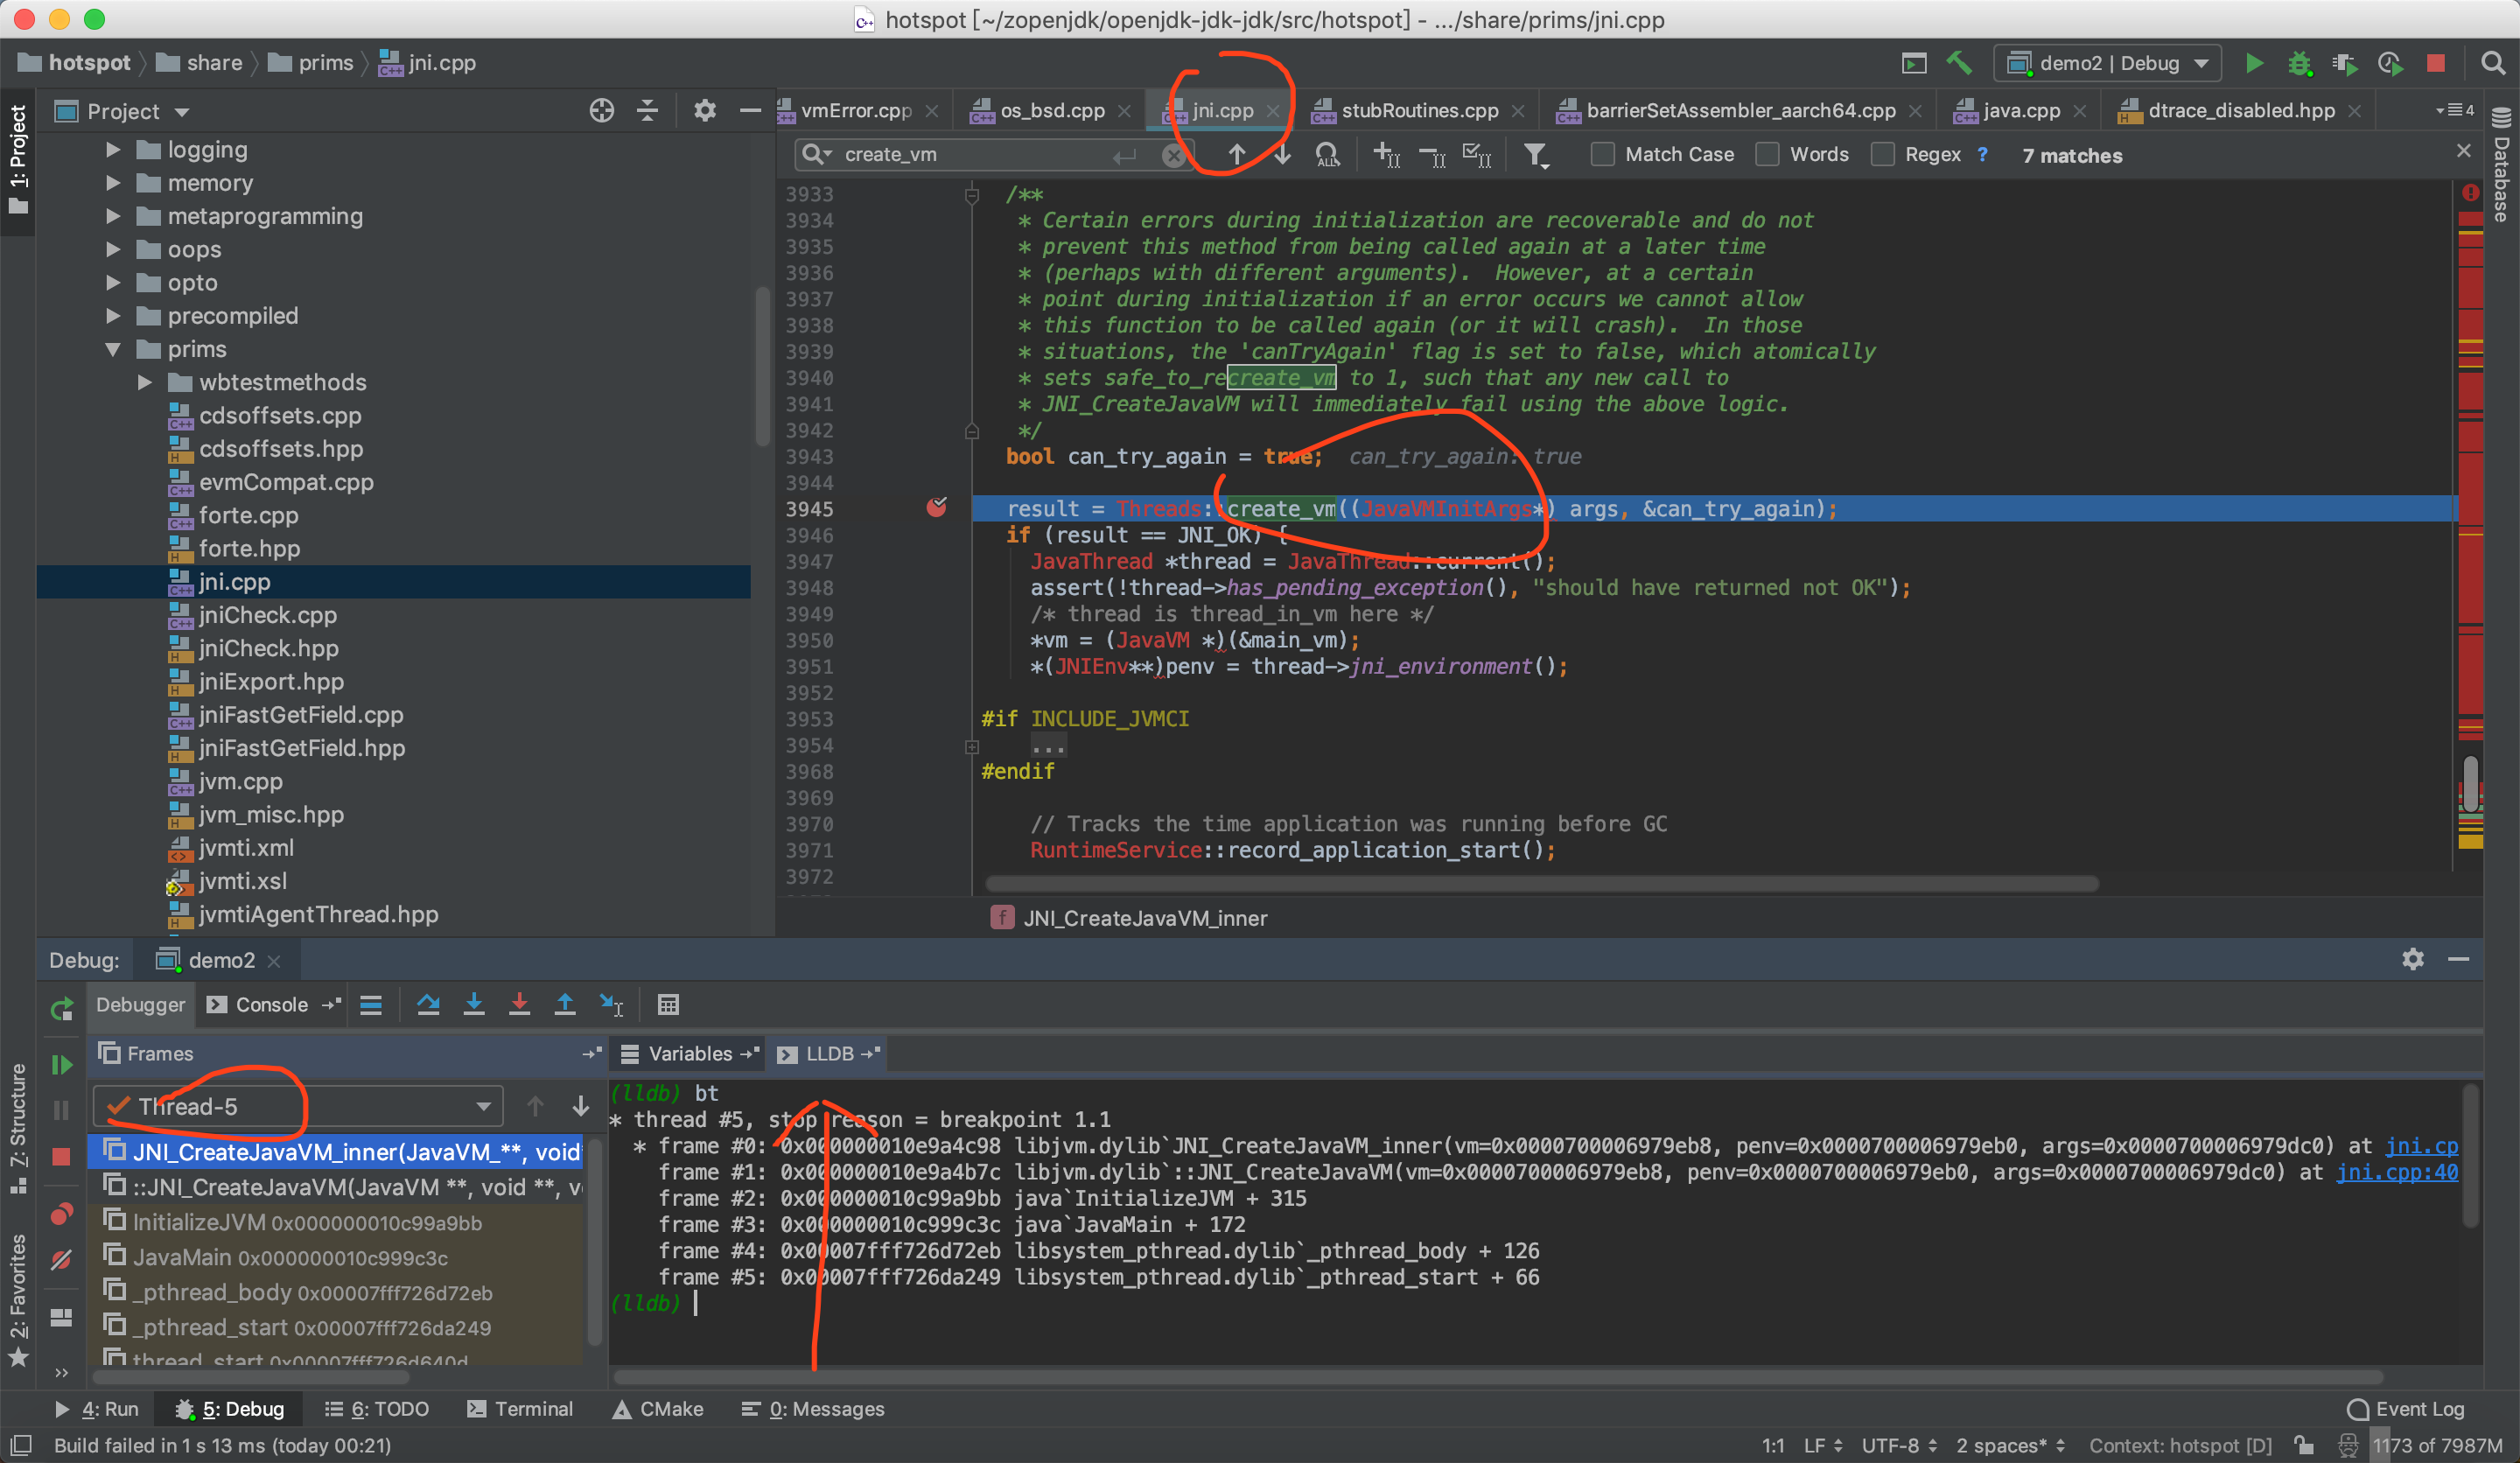 hotspot [~/zopenjdk/openjdk-jdk-jdk/src/hotspot] - .../share/prims/jni.cpp
hotspot share prims jni.cpp
demo2 | Debug
1: Project
Project
vmError.cpp os_bsd.cpp jni.cpp stubRoutines.cpp barrierSetAssembler_aarch64.cpp java.cpp dtrace_disabled.hpp 4
Database
create_vm
Match Case Words Regex ? 7 matches
logging
memory
metaprogramming
oops
opto
precompiled
prims
wbtestmethods
cdsoffsets.cpp
cdsoffsets.hpp
evmCompat.cpp
forte.cpp
forte.hpp
jni.cpp
jniCheck.cpp
jniCheck.hpp
jniExport.hpp
jniFastGetField.cpp
jniFastGetField.hpp
jvm.cpp
jvm_misc.hpp
jvmti.xml
jvmti.xsl
jvmtiAgentThread.hpp
3933 /**
3934 * Certain errors during initialization are recoverable and do not
3935 * prevent this method from being called again at a later time
3936 * (perhaps with different arguments).  However, at a certain
3937 * point during initialization if an error occurs we cannot allow
3938 * this function to be called again (or it will crash).  In those
3939 * situations, the 'canTryAgain' flag is set to false, which atomically
3940 * sets safe_to_recreate_vm to 1, such that any new call to
3941 * JNI_CreateJavaVM will immediately fail using the above logic.
3942 */
3943 bool can_try_again = true; can_try_again: true
3944
3945 result = Threads::create_vm((JavaVMInitArgs*) args, &can_try_again);
3946 if (result == JNI_OK) {
3947 JavaThread *thread = JavaThread::current();
3948 assert(!thread->has_pending_exception(), "should have returned not OK");
3949 /* thread is thread_in_vm here */
3950 *vm = (JavaVM *)(&main_vm);
3951 *(JNIEnv**)penv = thread->jni_environment();
3952
3953 #if INCLUDE_JVMCI
3954 ...
3968 #endif
3969
3970 // Tracks the time application was running before GC
3971 RuntimeService::record_application_start();
3972
f JNI_CreateJavaVM_inner
Debug: demo2
Debugger Console
Frames
Variables LLDB
Thread-5
JNI_CreateJavaVM_inner(JavaVM_**, void
::JNI_CreateJavaVM(JavaVM **, void **, v
InitializeJVM 0x000000010c99a9bb
JavaMain 0x000000010c999c3c
_pthread_body 0x00007fff726d72eb
_pthread_start 0x00007fff726da249
thread_start 0x00007fff726d640d
(lldb) bt
* thread #5, stop reason = breakpoint 1.1
* frame #0: 0x000000010e9a4c98 libjvm.dylib`JNI_CreateJavaVM_inner(vm=0x0000700006979eb8, penv=0x0000700006979eb0, args=0x0000700006979dc0) at jni.cp
frame #1: 0x000000010e9a4b7c libjvm.dylib`::JNI_CreateJavaVM(vm=0x0000700006979eb8, penv=0x0000700006979eb0, args=0x0000700006979dc0) at jni.cpp:40
frame #2: 0x000000010c99a9bb java`InitializeJVM + 315
frame #3: 0x000000010c999c3c java`JavaMain + 172
frame #4: 0x00007fff726d72eb libsystem_pthread.dylib`_pthread_body + 126
frame #5: 0x00007fff726da249 libsystem_pthread.dylib`_pthread_start + 66
(lldb)
7: Structure
2: Favorites
4: Run 5: Debug 6: TODO Terminal CMake 0: Messages Event Log
Build failed in 1 s 13 ms (today 00:21) 1:1 LF UTF-8 2 spaces* Context: hotspot [D] 1173 of 7987M